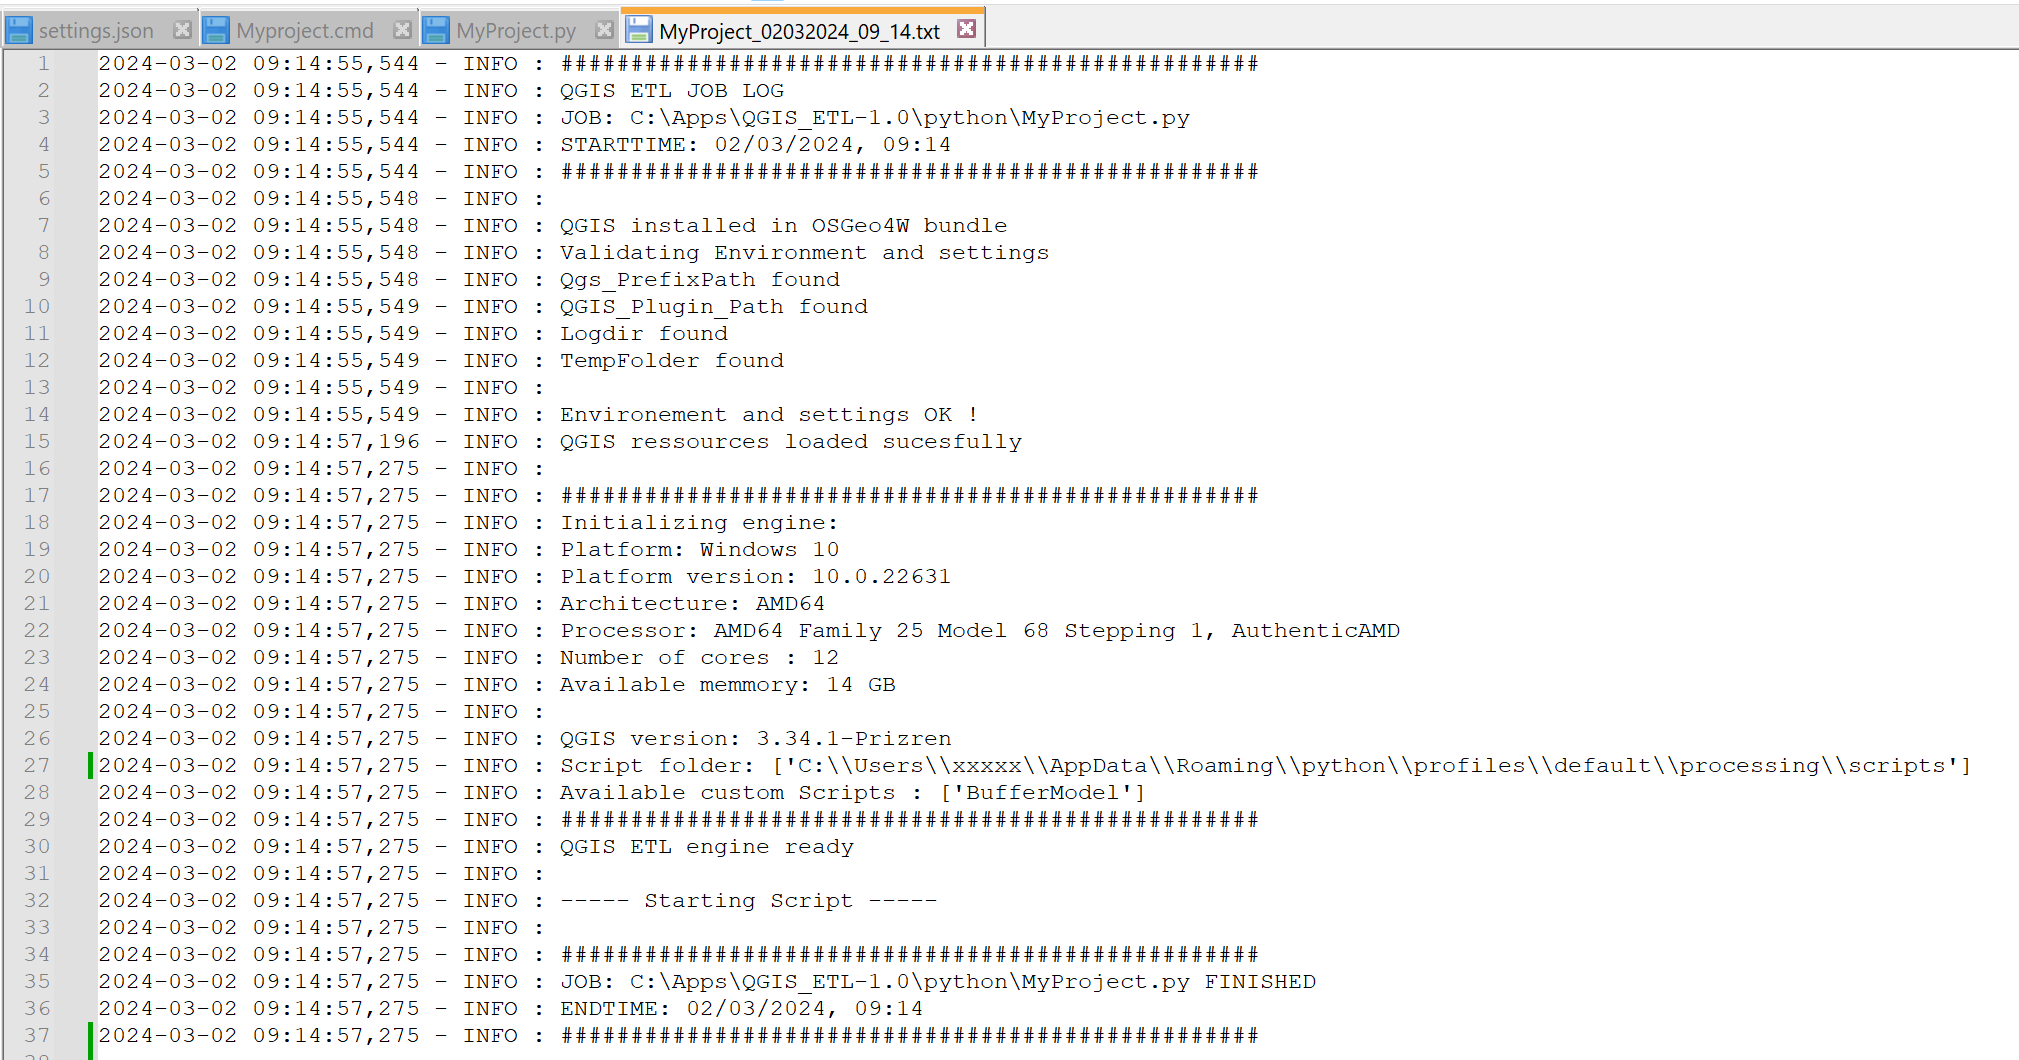 settings.json Myproject.cmd MyProject.py MyProject_02032024_09_14.txt
1 2024-03-02 09:14:55,544 - INFO : ##################################################
2 2024-03-02 09:14:55,544 - INFO : QGIS ETL JOB LOG
3 2024-03-02 09:14:55,544 - INFO : JOB: C:\Apps\QGIS_ETL-1.0\python\MyProject.py
4 2024-03-02 09:14:55,544 - INFO : STARTTIME: 02/03/2024, 09:14
5 2024-03-02 09:14:55,544 - INFO : ##################################################
6 2024-03-02 09:14:55,548 - INFO :
7 2024-03-02 09:14:55,548 - INFO : QGIS installed in OSGeo4W bundle
8 2024-03-02 09:14:55,548 - INFO : Validating Environment and settings
9 2024-03-02 09:14:55,548 - INFO : Qgs_PrefixPath found
10 2024-03-02 09:14:55,549 - INFO : QGIS_Plugin_Path found
11 2024-03-02 09:14:55,549 - INFO : Logdir found
12 2024-03-02 09:14:55,549 - INFO : TempFolder found
13 2024-03-02 09:14:55,549 - INFO :
14 2024-03-02 09:14:55,549 - INFO : Environement and settings OK !
15 2024-03-02 09:14:57,196 - INFO : QGIS ressources loaded sucesfully
16 2024-03-02 09:14:57,275 - INFO :
17 2024-03-02 09:14:57,275 - INFO : ##################################################
18 2024-03-02 09:14:57,275 - INFO : Initializing engine:
19 2024-03-02 09:14:57,275 - INFO : Platform: Windows 10
20 2024-03-02 09:14:57,275 - INFO : Platform version: 10.0.22631
21 2024-03-02 09:14:57,275 - INFO : Architecture: AMD64
22 2024-03-02 09:14:57,275 - INFO : Processor: AMD64 Family 25 Model 68 Stepping 1, AuthenticAMD
23 2024-03-02 09:14:57,275 - INFO : Number of cores : 12
24 2024-03-02 09:14:57,275 - INFO : Available memmory: 14 GB
25 2024-03-02 09:14:57,275 - INFO :
26 2024-03-02 09:14:57,275 - INFO : QGIS version: 3.34.1-Prizren
27 2024-03-02 09:14:57,275 - INFO : Script folder: ['C:\\Users\\xxxxx\\AppData\\Roaming\\python\\profiles\\default\\processing\\scripts']
28 2024-03-02 09:14:57,275 - INFO : Available custom Scripts : ['BufferModel']
29 2024-03-02 09:14:57,275 - INFO : ##################################################
30 2024-03-02 09:14:57,275 - INFO : QGIS ETL engine ready
31 2024-03-02 09:14:57,275 - INFO :
32 2024-03-02 09:14:57,275 - INFO : ----- Starting Script -----
33 2024-03-02 09:14:57,275 - INFO :
34 2024-03-02 09:14:57,275 - INFO : ##################################################
35 2024-03-02 09:14:57,275 - INFO : JOB: C:\Apps\QGIS_ETL-1.0\python\MyProject.py FINISHED
36 2024-03-02 09:14:57,275 - INFO : ENDTIME: 02/03/2024, 09:14
37 2024-03-02 09:14:57,275 - INFO : ##################################################